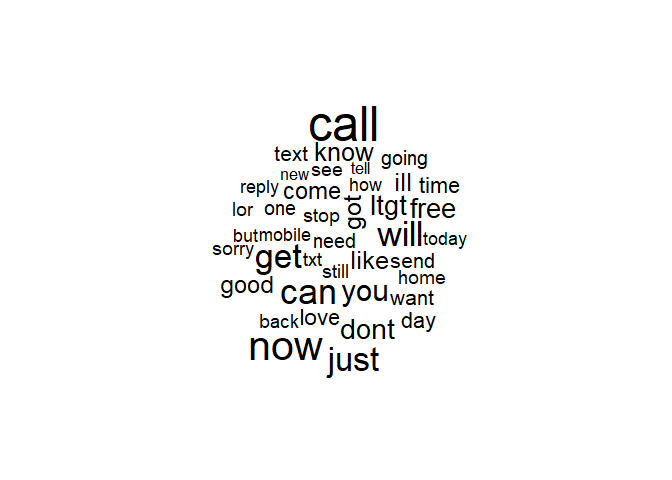 call
text know going
new see tell
reply come how ill time
lor one stop got ltgt free
but mobile need will today
sorry get txt still like send
good can you want home
back love dont day
now just